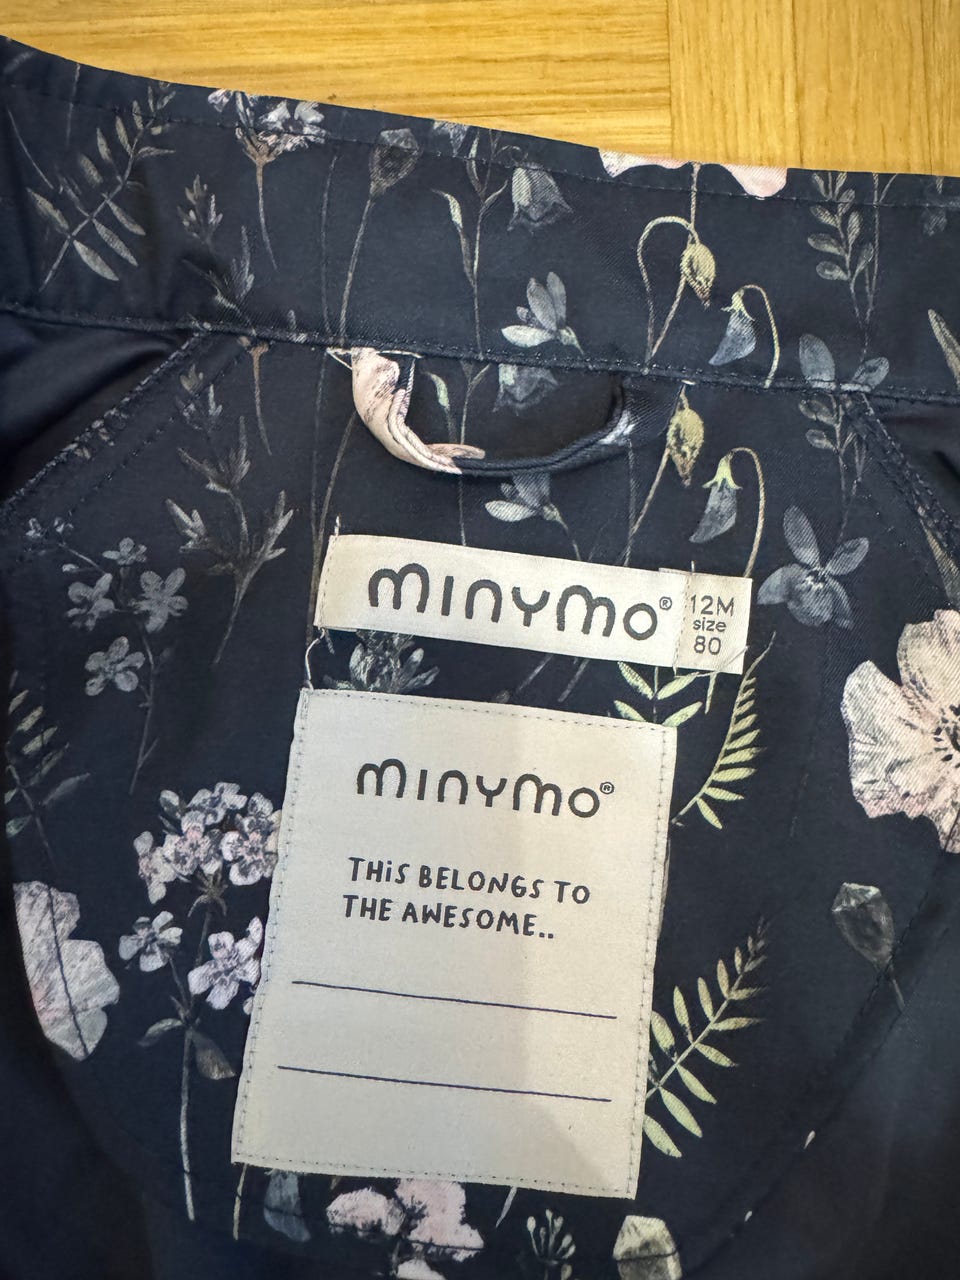 minymo®
12M
size
80
minymo®
THiS BELONGS TO
THE AWESOME..